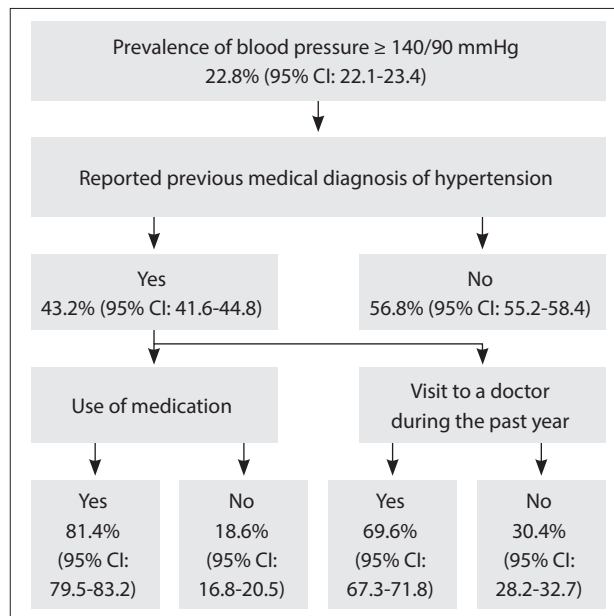 Prevalence of blood pressure ≥ 140/90 mmHg
22.8% (95% CI: 22.1-23.4)
Reported previous medical diagnosis of hypertension
Yes
43.2% (95% CI: 41.6-44.8)
No
56.8% (95% CI: 55.2-58.4)
Use of medication
Visit to a doctor
during the past year
Yes
81.4%
(95% CI:
79.5-83.2)
No
18.6%
(95% CI:
16.8-20.5)
Yes
69.6%
(95% CI:
67.3-71.8)
No
30.4%
(95% CI:
28.2-32.7)